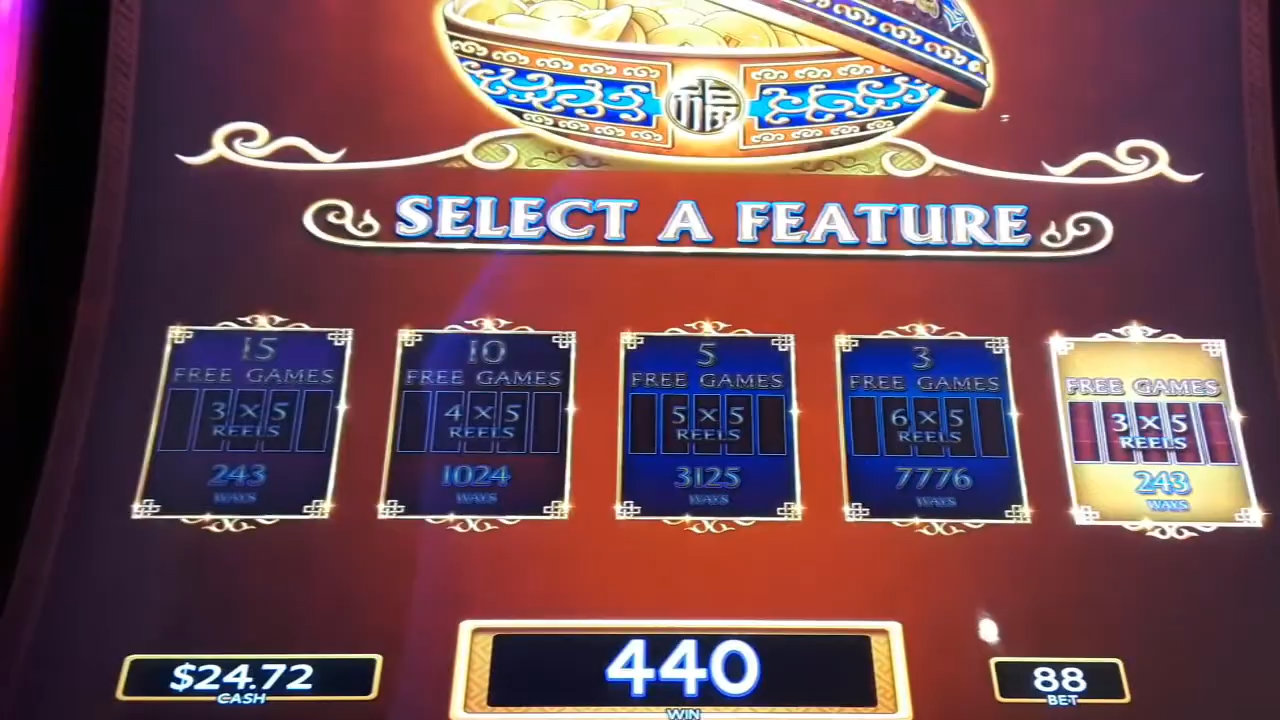 福
SELECT A FEATURE
15
FREE GAMES
3 X 5
REELS
243
WAYS
10
FREE GAMES
4 X 5
REELS
1024
WAYS
5
FREE GAMES
5 X 5
REELS
3125
WAYS
3
FREE GAMES
6 X 5
REELS
7776
WAYS
FREE GAMES
3 X 5
REELS
243
WAYS
$24.72
CASH
440
WIN
88
BET